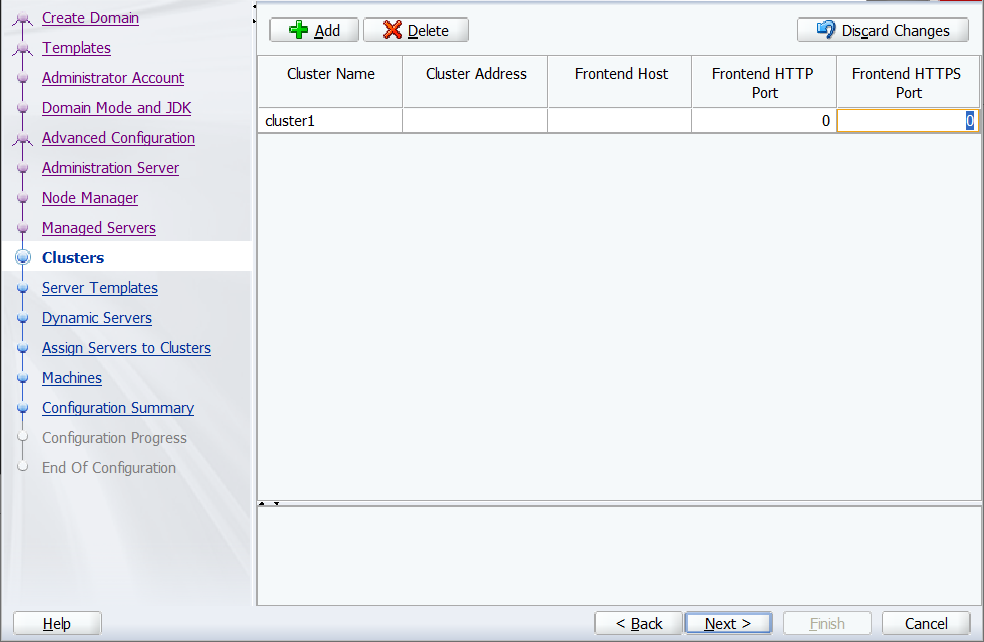 Create Domain
Templates
Administrator Account
Domain Mode and JDK
Advanced Configuration
Administration Server
Node Manager
Managed Servers
Clusters
Server Templates
Dynamic Servers
Assign Servers to Clusters
Machines
Configuration Summary
Configuration Progress
End Of Configuration
Add Delete Discard Changes
Cluster Name Cluster Address Frontend Host Frontend HTTP Port Frontend HTTPS Port
cluster1 0 0
Help < Back Next > Finish Cancel